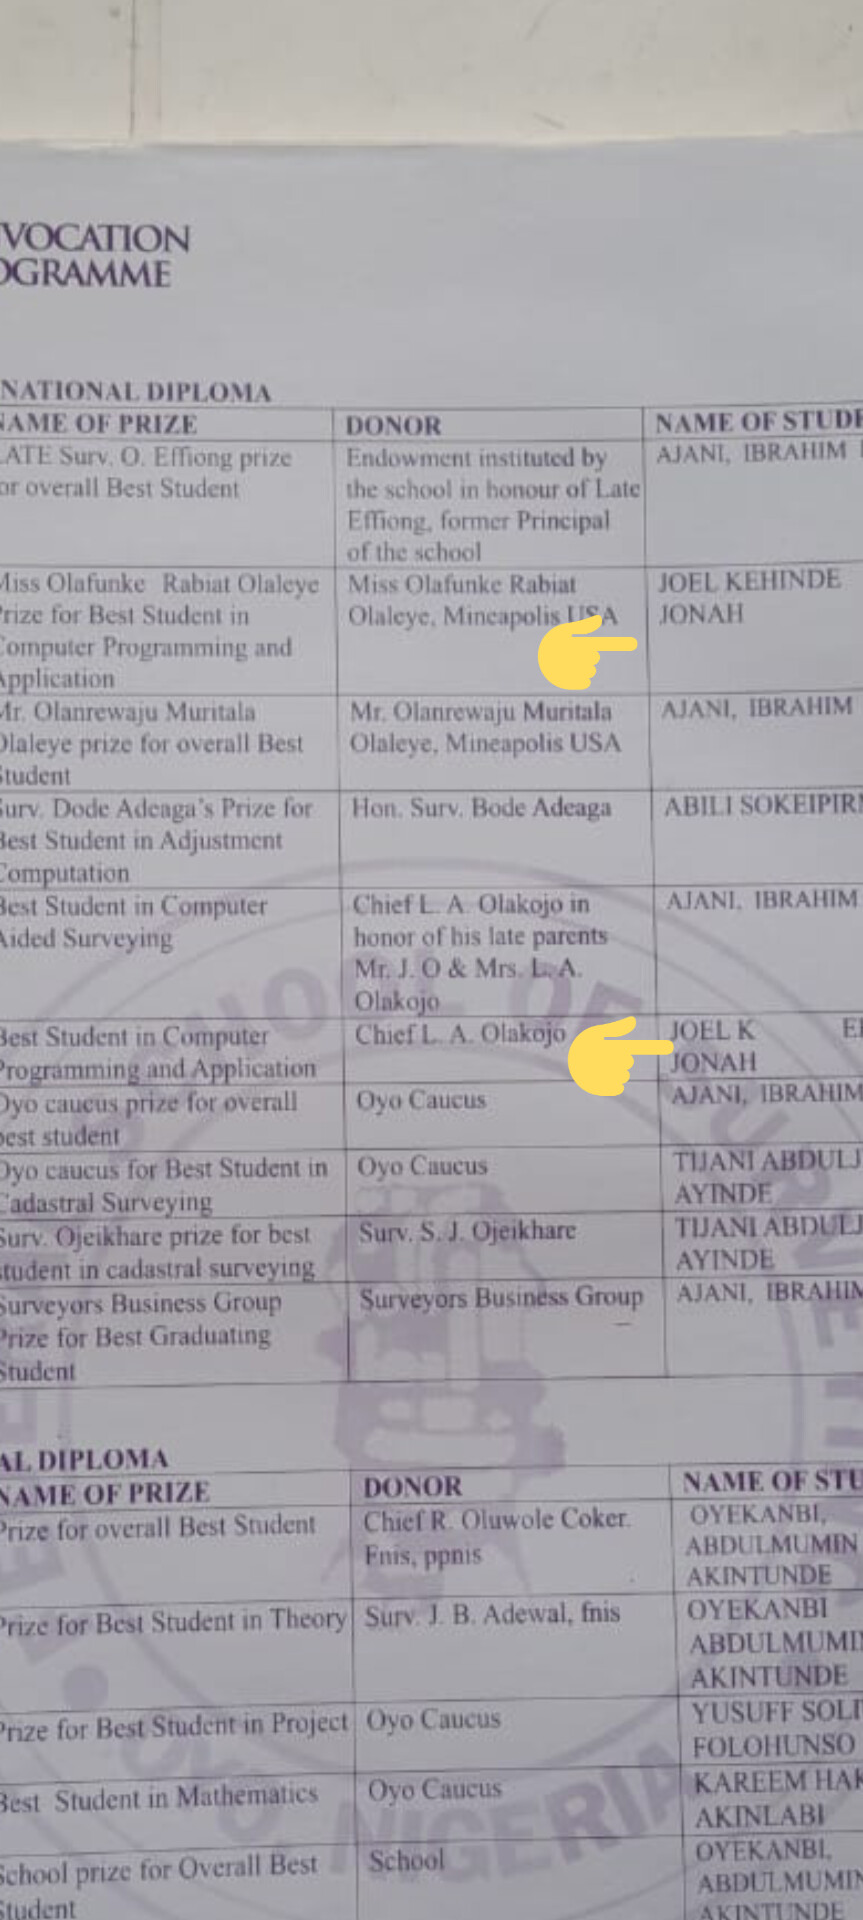 VOCATION
OGRAMME
NATIONAL DIPLOMA
NAME OF PRIZE DONOR NAME OF STUDE
LATE Surv. O. Effiong prize Endowment instituted by AJANI, IBRAHIM
or overall Best Student the school in honour of Late
Effiong, former Principal
of the school
Miss Olafunke Rabiat Olaleye Miss Olafunke Rabiat JOEL KEHINDE
Prize for Best Student in Olaleye, Mineapolis USA JONAH
Computer Programming and
Application
Mr. Olanrewaju Muritala Mr. Olanrewaju Muritala AJANI, IBRAHIM
Olaleye prize for overall Best Olaleye, Mineapolis USA
Student
Surv. Dode Adeaga's Prize for Hon. Surv. Bode Adeaga ABILI SOKEIPIRI
Best Student in Adjustment
Computation
Best Student in Computer Chief L. A. Olakojo in AJANI, IBRAHIM
Aided Surveying honor of his late parents
Mr. J. O & Mrs. L. A.
Olakojo
Best Student in Computer Chief L. A. Olakojo JOEL K
Programming and Application JONAH
Oyo caucus prize for overall Oyo Caucus AJANI, IBRAHIM
best student
Oyo caucus for Best Student in Oyo Caucus TIJANI ABDULJ
Cadastral Surveying AYINDE
Surv. Ojeikhare prize for best Surv. S. J. Ojeikhare TIJANI ABDULJ
student in cadastral surveying AYINDE
Surveyors Business Group Surveyors Business Group AJANI, IBRAHIM
Prize for Best Graduating
Student
AL DIPLOMA
NAME OF PRIZE DONOR NAME OF STU
Prize for overall Best Student Chief R. Oluwole Coker. OYEKANBI,
Fnis, ppnis ABDULMUMIN
AKINTUNDE
Prize for Best Student in Theory Surv. J. B. Adewal, fnis OYEKANBI
ABDULMUMIN
AKINTUNDE
Prize for Best Student in Project Oyo Caucus YUSUFF SOLI
FOLOHUNSO
Best Student in Mathematics Oyo Caucus KAREEM HAK
AKINLABI
School prize for Overall Best School OYEKANBI,
Student ABDULMUMIN
AKINTUNDE